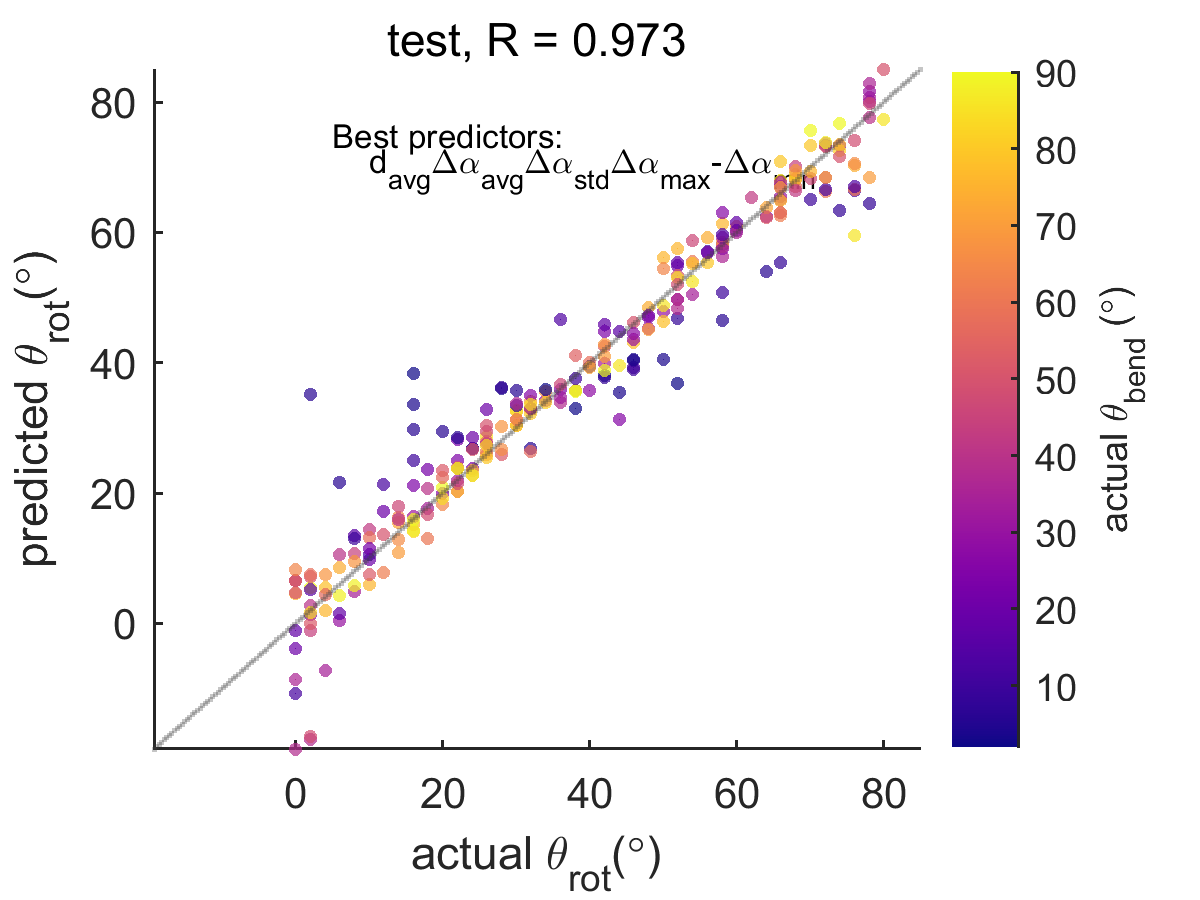 test, R = 0.973
Best predictors:
d_avg Δα_avg Δα_std Δα_max-Δα
80
60
40
20
0
predicted θ_rot(°)
0 20 40 60 80
actual θ_rot(°)
90
80
70
60
50
40
30
20
10
actual θ_bend (°)